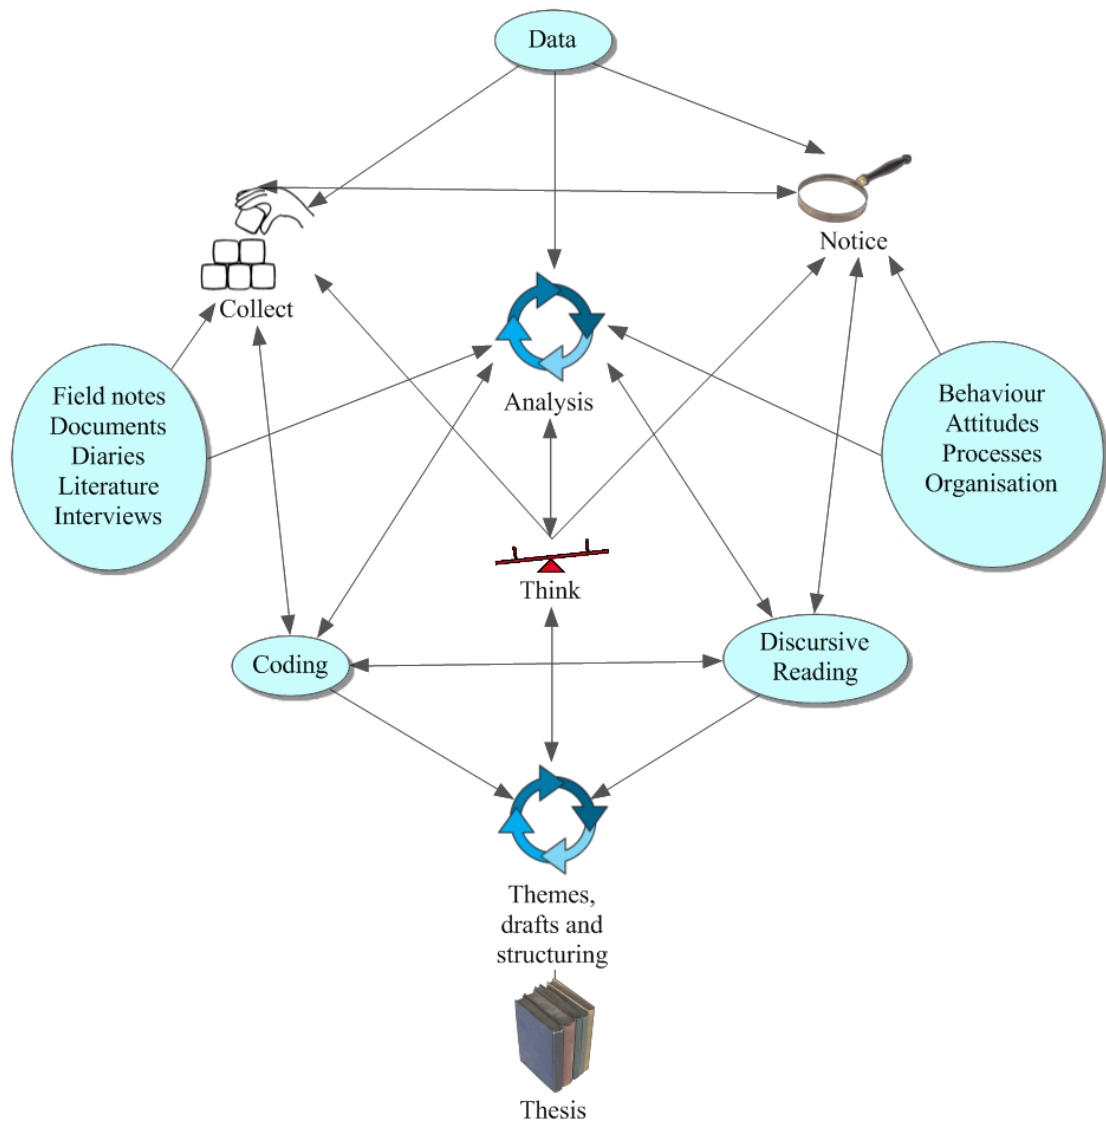 Data
Notice
Collect
Field notes
Documents
Diaries
Literature
Interviews
Analysis
Behaviour
Attitudes
Processes
Organisation
Think
Coding
Discursive
Reading
Themes,
drafts and
structuring
Thesis